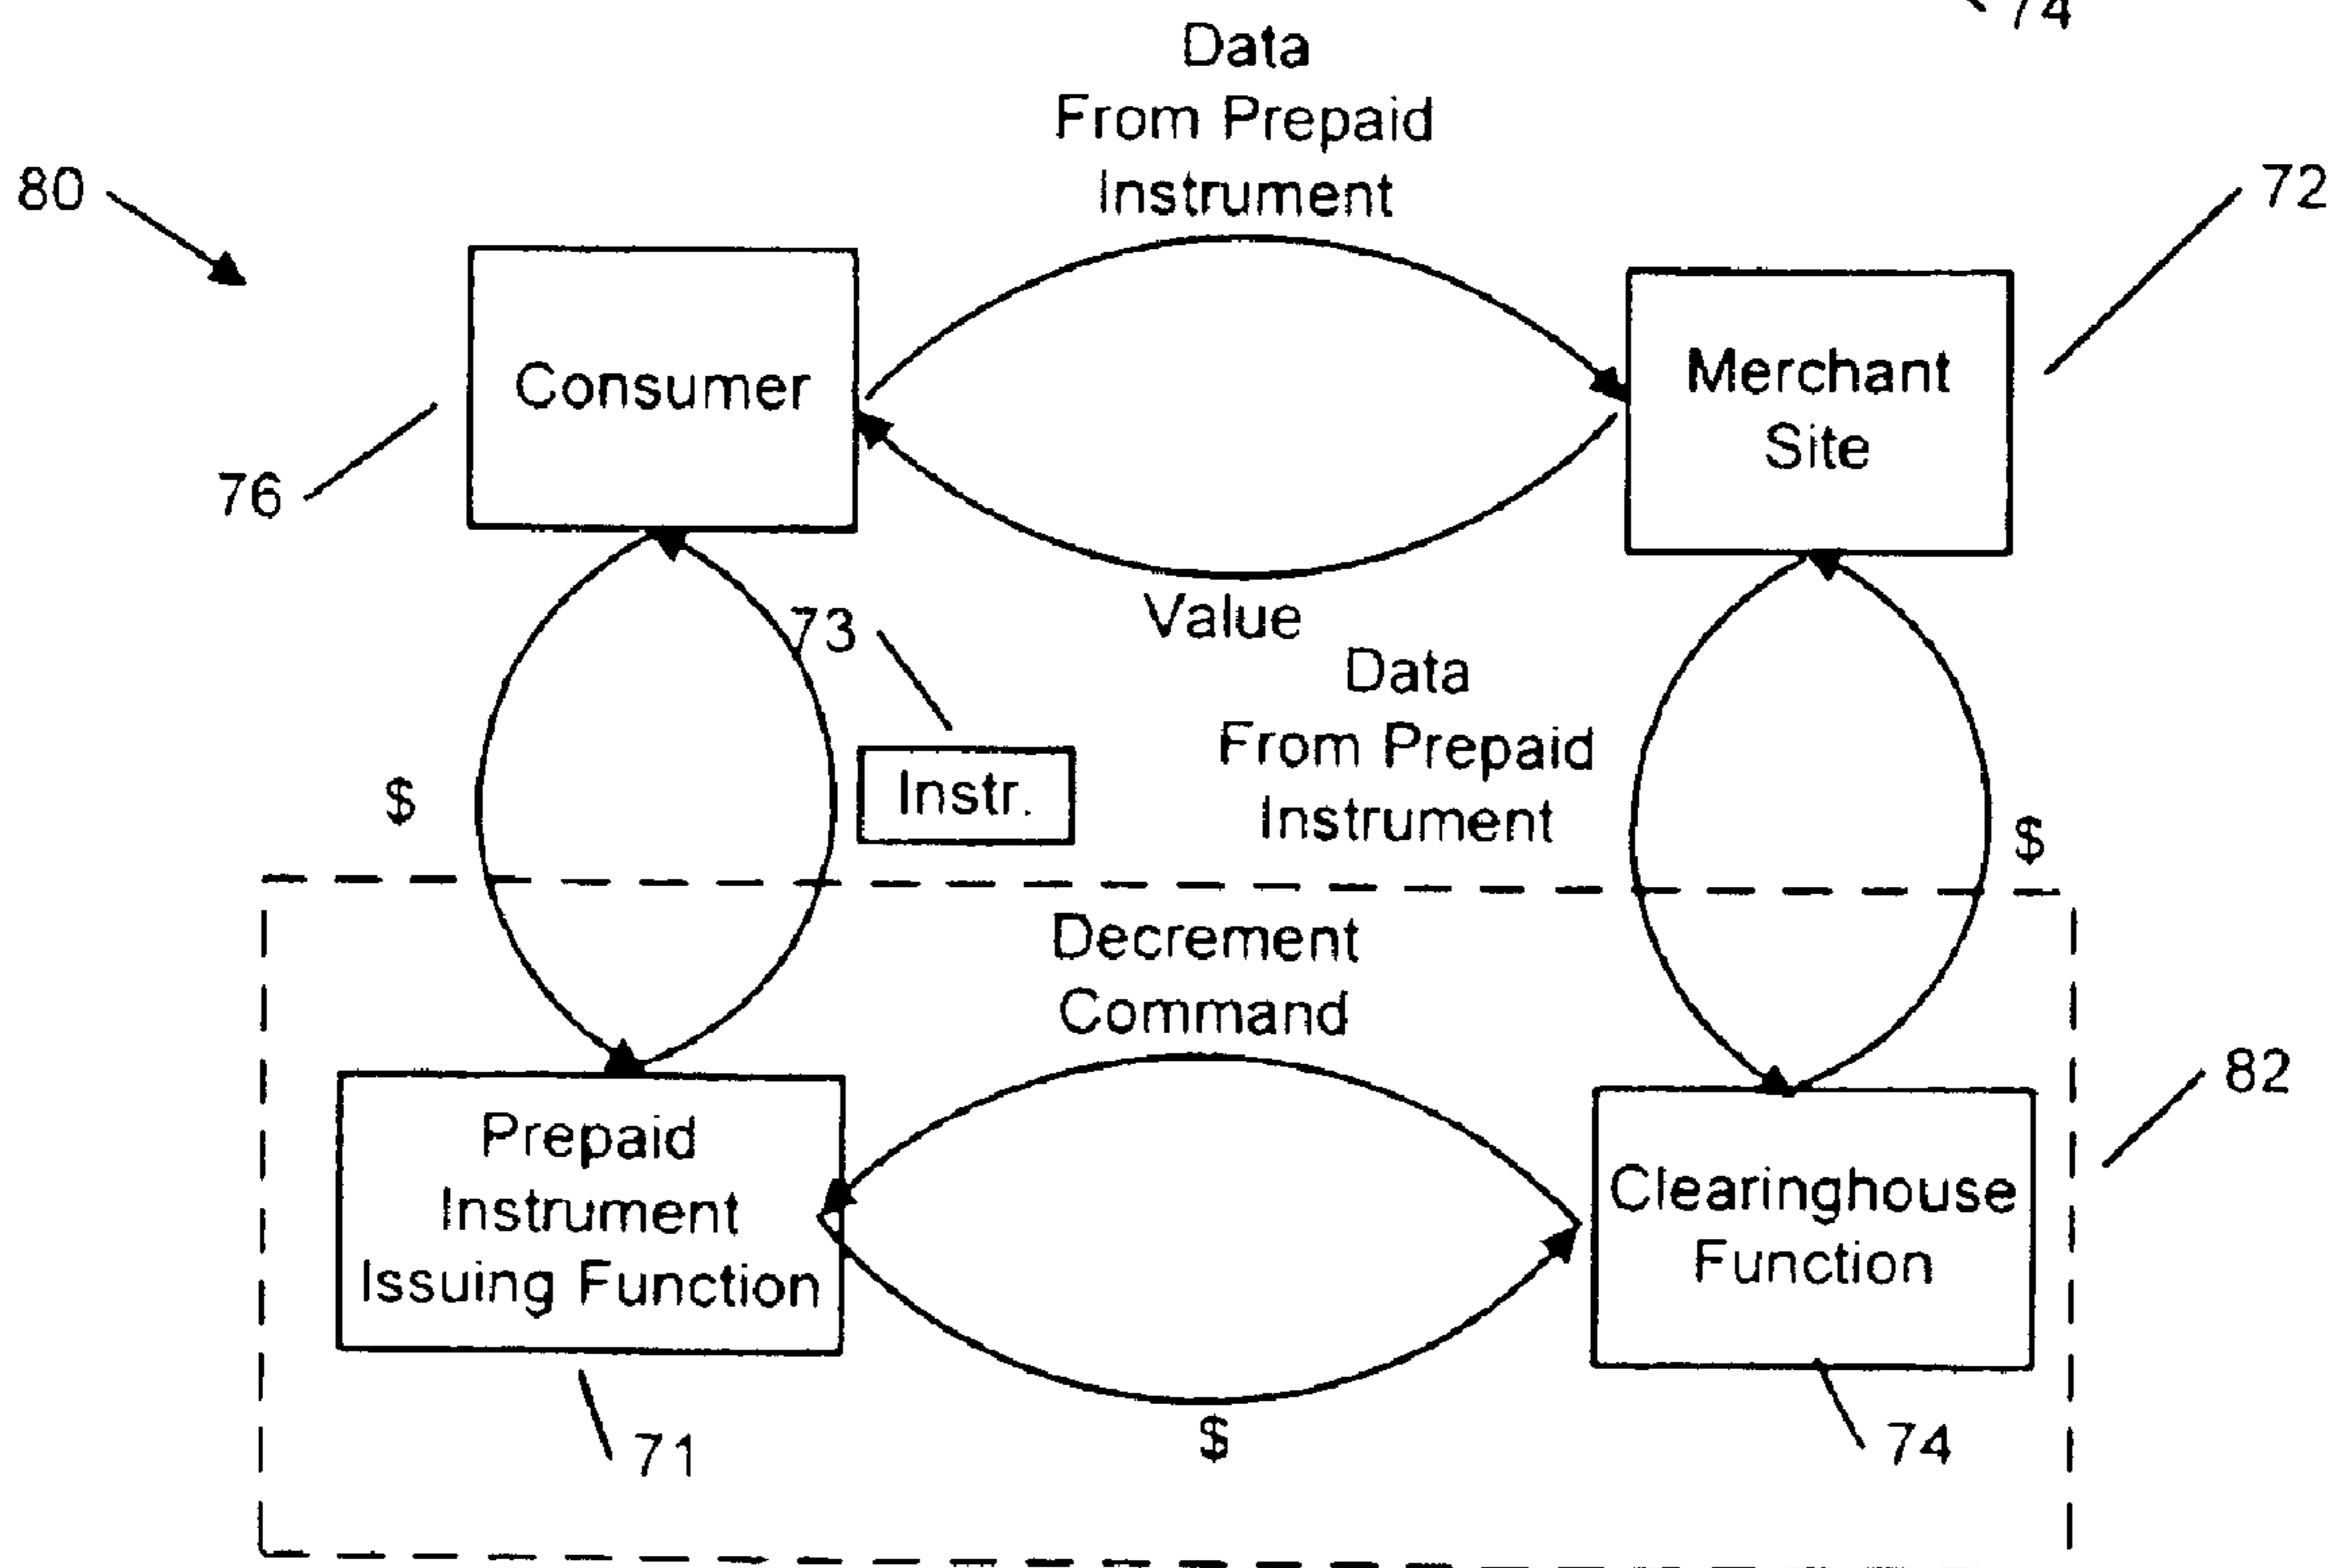 74
Data
From Prepaid
Instrument
80
72
Consumer
Merchant
Site
76
Value
73
Data
From Prepaid
Instrument
$
Instr.
$
Decrement
Command
82
Prepaid
Instrument
Issuing Function
Clearinghouse
Function
$
71
74